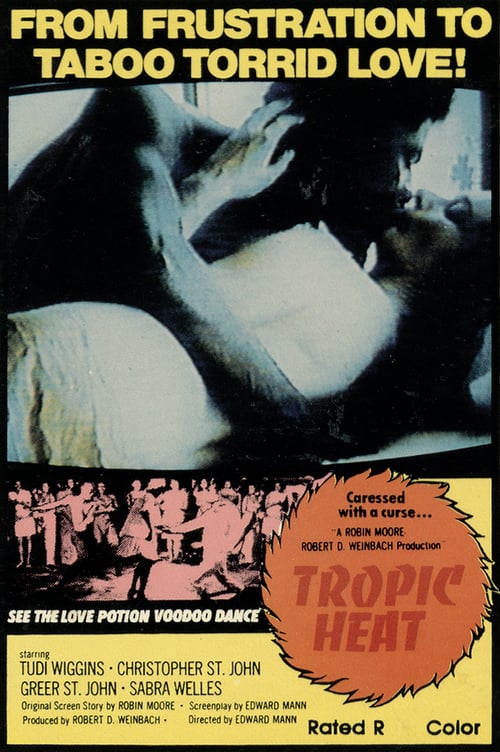 FROM FRUSTRATION TO
TABOO TORRID LOVE!
Caressed
with a curse...
"A ROBIN MOORE-
ROBERT D. WEINBACH Production"
TROPIC
HEAT
SEE THE LOVE POTION VOODOO DANCE
starring
TUDI WIGGINS · CHRISTOPHER ST. JOHN
GREER ST. JOHN · SABRA WELLES
Original Screen Story by ROBIN MOORE · Screenplay by EDWARD MANN
Produced by ROBERT D. WEINBACH · Directed by EDWARD MANN
Rated R Color